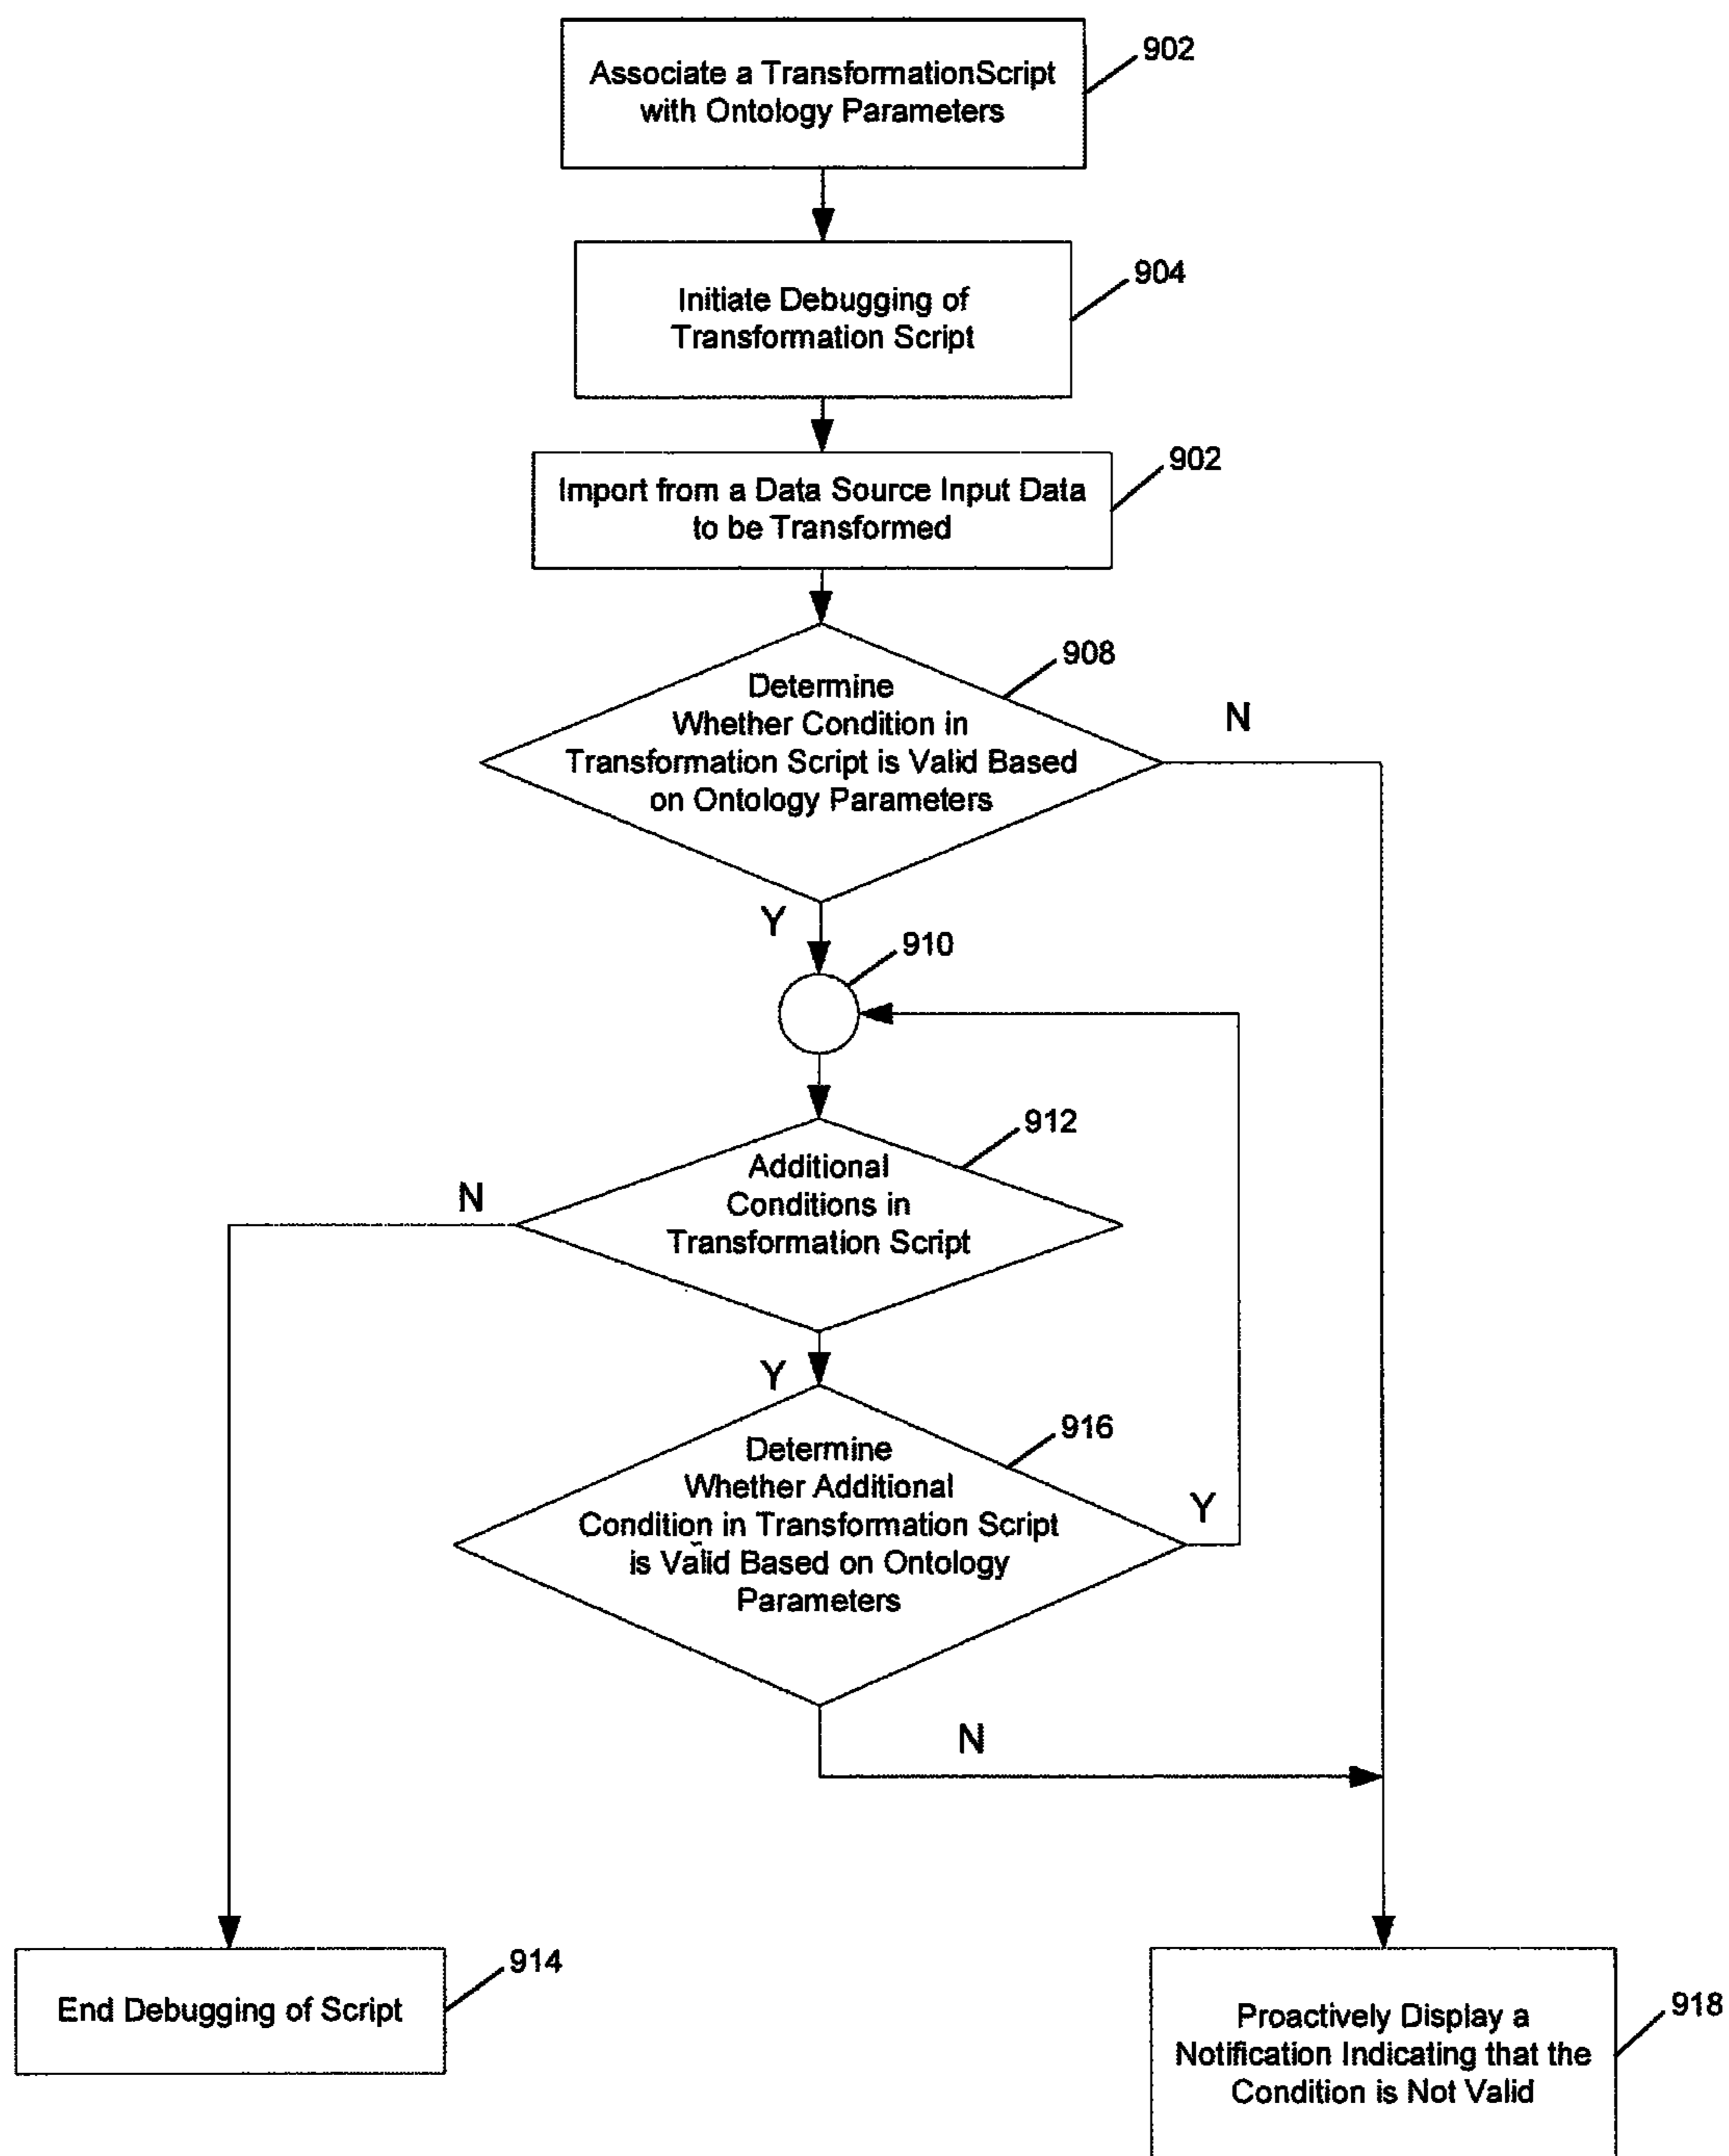 Associate a TransformationScript
with Ontology Parameters
902
Initiate Debugging of
Transformation Script
904
Import from a Data Source Input Data
to be Transformed
902
Determine
Whether Condition in
Transformation Script is Valid Based
on Ontology Parameters
908
N
Y
910
Additional
Conditions in
Transformation Script
912
N
Y
Determine
Whether Additional
Condition in Transformation Script
is Valid Based on Ontology
Parameters
916
Y
N
End Debugging of Script
914
Proactively Display a
Notification Indicating that the
Condition is Not Valid
918